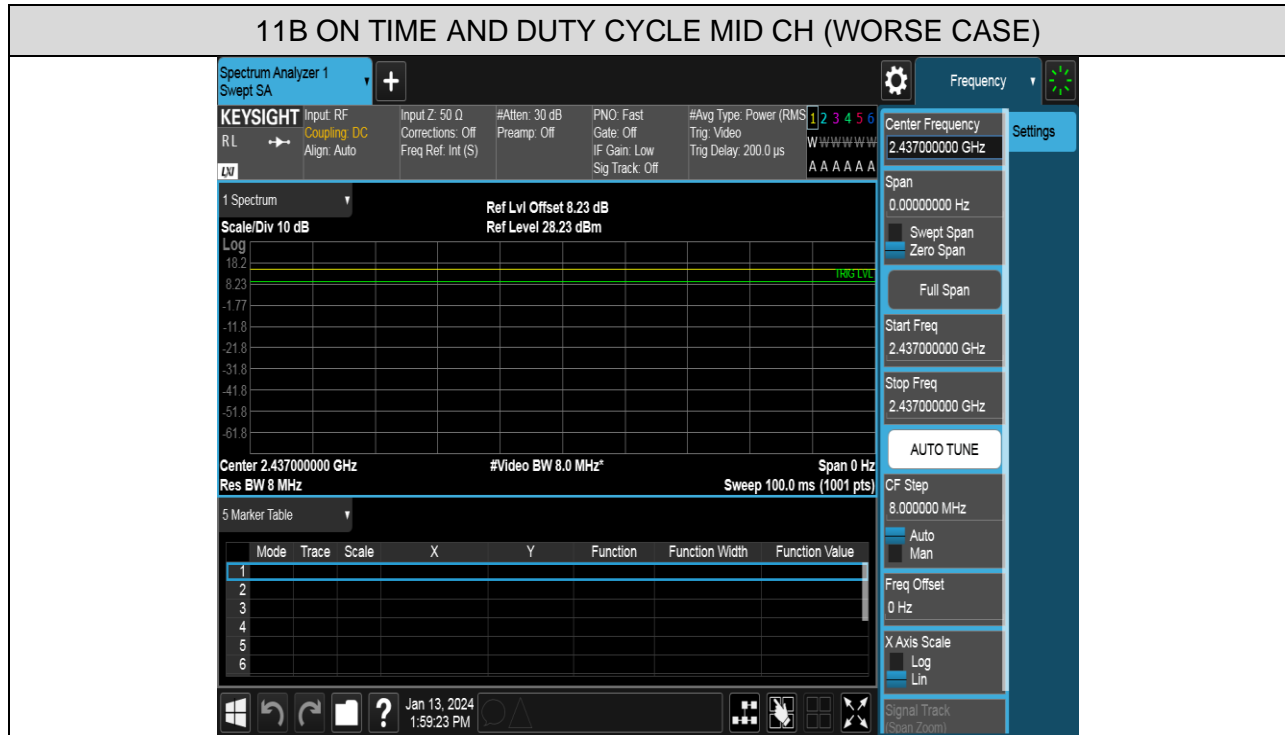 11B ON TIME AND DUTY CYCLE MID CH (WORSE CASE)
Spectrum Analyzer 1
Swept SA
+
Frequency
Settings
KEYSIGHT
RL
LXI
Input: RF
Coupling: DC
Align: Auto
Input Z: 50 Ω
Corrections: Off
Freq Ref: Int (S)
#Atten: 30 dB
Preamp: Off
PNO: Fast
Gate: Off
IF Gain: Low
Sig Track: Off
#Avg Type: Power (RMS
Trig: Video
Trig Delay: 200.0 µs
1 2 3 4 5 6
W W W W W W
A A A A A A
1 Spectrum
Scale/Div 10 dB
Ref Lvl Offset 8.23 dB
Ref Level 28.23 dBm
Log
18.2
8.23
-1.77
-11.8
-21.8
-31.8
-41.8
-51.8
-61.8
TRIG LVL
Center 2.437000000 GHz
#Video BW 8.0 MHz*
Span 0 Hz
Res BW 8 MHz
Sweep 100.0 ms (1001 pts)
5 Marker Table
Mode Trace Scale X Y Function Function Width Function Value
1
2
3
4
5
6
Center Frequency
2.437000000 GHz
Span
0.00000000 Hz
Swept Span
Zero Span
Full Span
Start Freq
2.437000000 GHz
Stop Freq
2.437000000 GHz
AUTO TUNE
CF Step
8.000000 MHz
Auto
Man
Freq Offset
0 Hz
X Axis Scale
Log
Lin
Signal Track
(Span Zoom)
?
Jan 13, 2024
1:59:23 PM